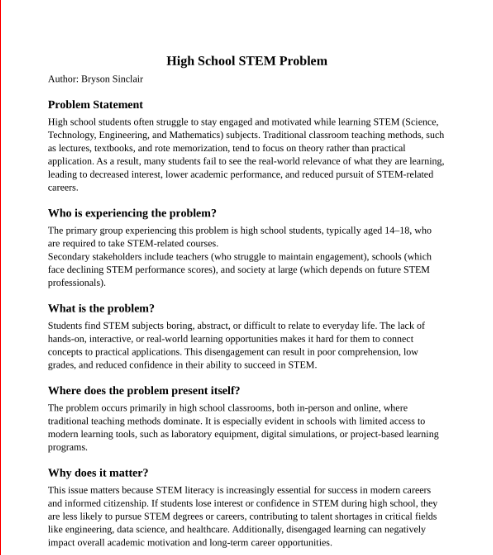 High School STEM Problem
Author: Bryson Sinclair
Problem Statement
High school students often struggle to stay engaged and motivated while learning STEM (Science,
Technology, Engineering, and Mathematics) subjects. Traditional classroom teaching methods, such
as lectures, textbooks, and rote memorization, tend to focus on theory rather than practical
application. As a result, many students fail to see the real-world relevance of what they are learning,
leading to decreased interest, lower academic performance, and reduced pursuit of STEM-related
careers.
Who is experiencing the problem?
The primary group experiencing this problem is high school students, typically aged 14–18, who
are required to take STEM-related courses.
Secondary stakeholders include teachers (who struggle to maintain engagement), schools (which
face declining STEM performance scores), and society at large (which depends on future STEM
professionals).
What is the problem?
Students find STEM subjects boring, abstract, or difficult to relate to everyday life. The lack of
hands-on, interactive, or real-world learning opportunities makes it hard for them to connect
concepts to practical applications. This disengagement can result in poor comprehension, low
grades, and reduced confidence in their ability to succeed in STEM.
Where does the problem present itself?
The problem occurs primarily in high school classrooms, both in-person and online, where
traditional teaching methods dominate. It is especially evident in schools with limited access to
modern learning tools, such as laboratory equipment, digital simulations, or project-based learning
programs.
Why does it matter?
This issue matters because STEM literacy is increasingly essential for success in modern careers
and informed citizenship. If students lose interest or confidence in STEM during high school, they
are less likely to pursue STEM degrees or careers, contributing to talent shortages in critical fields
like engineering, data science, and healthcare. Additionally, disengaged learning can negatively
impact overall academic motivation and long-term career opportunities.